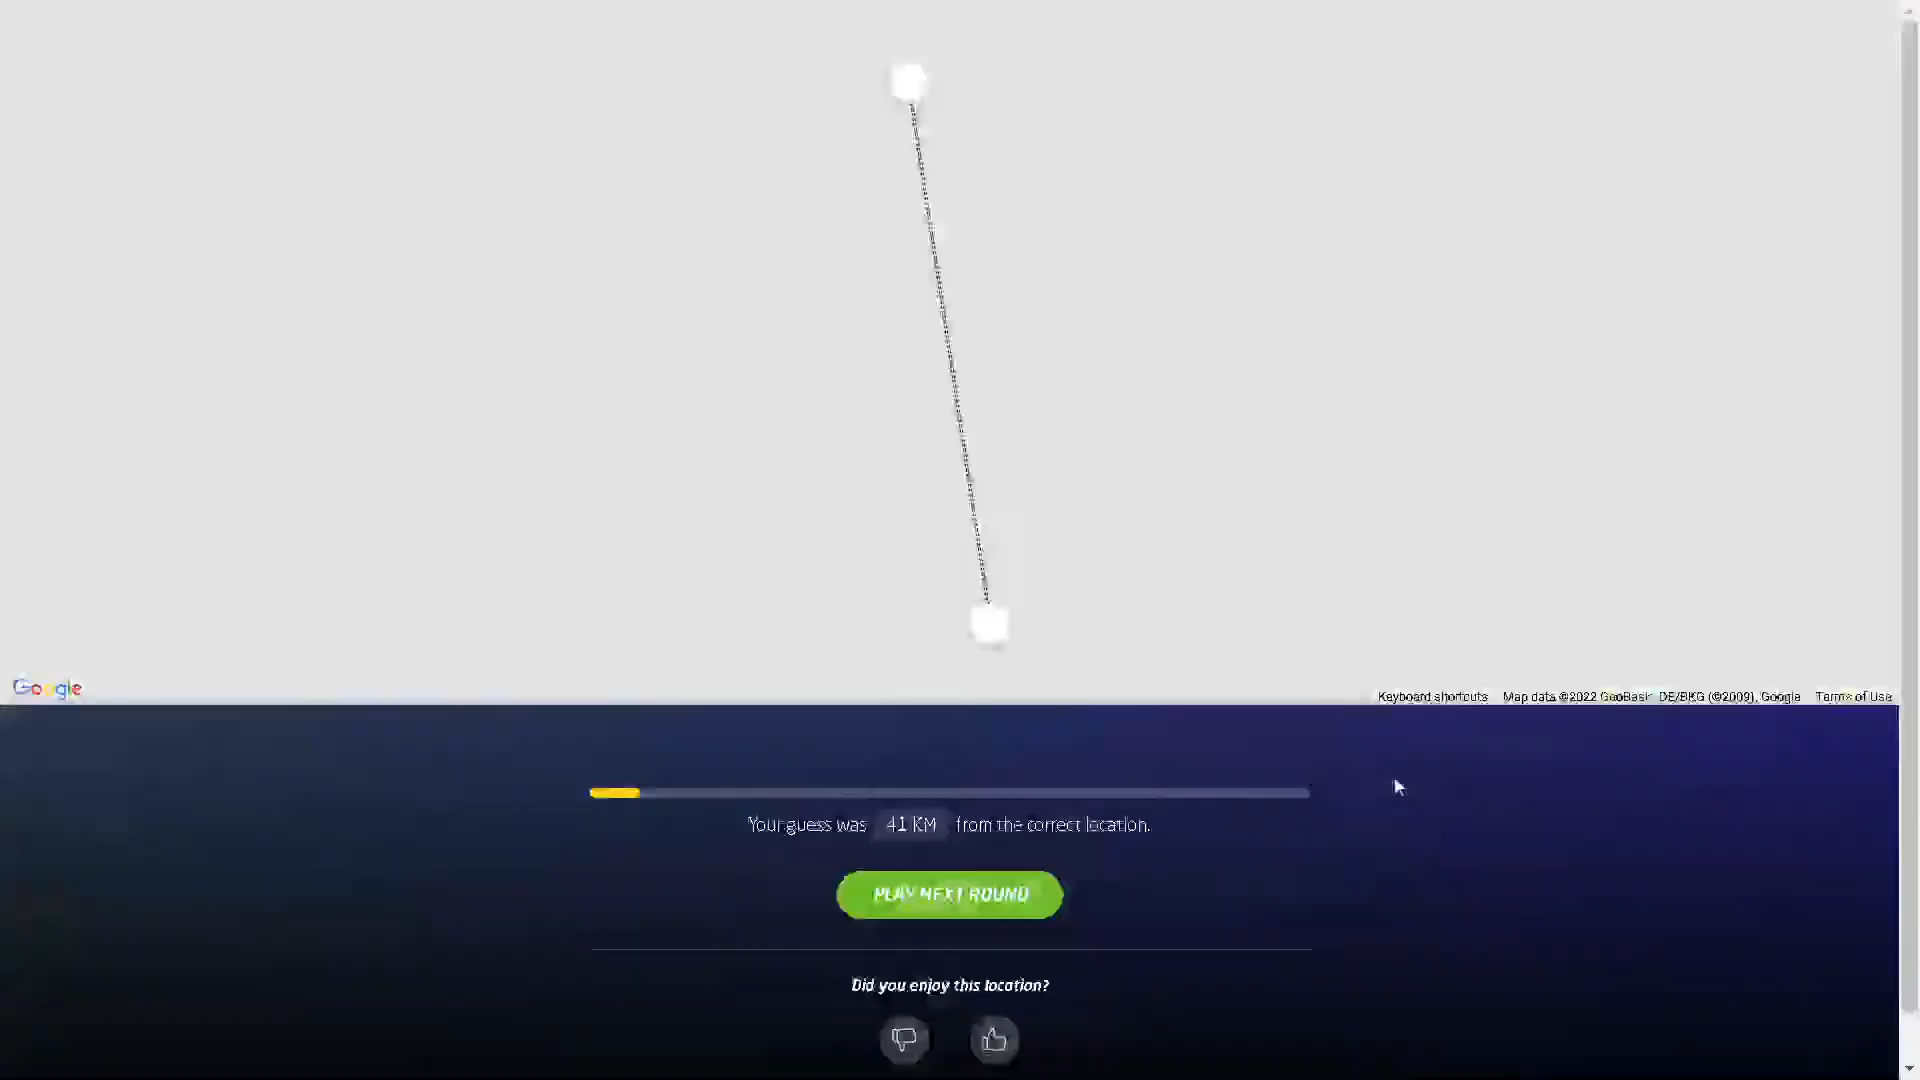 Google
Keyboard shortcuts Map data ©2022 GeoBasis-DE/BKG (©2009), Google Terms of Use
Your guess was 41 KM from the correct location.
PLAY NEXT ROUND
Did you enjoy this location?